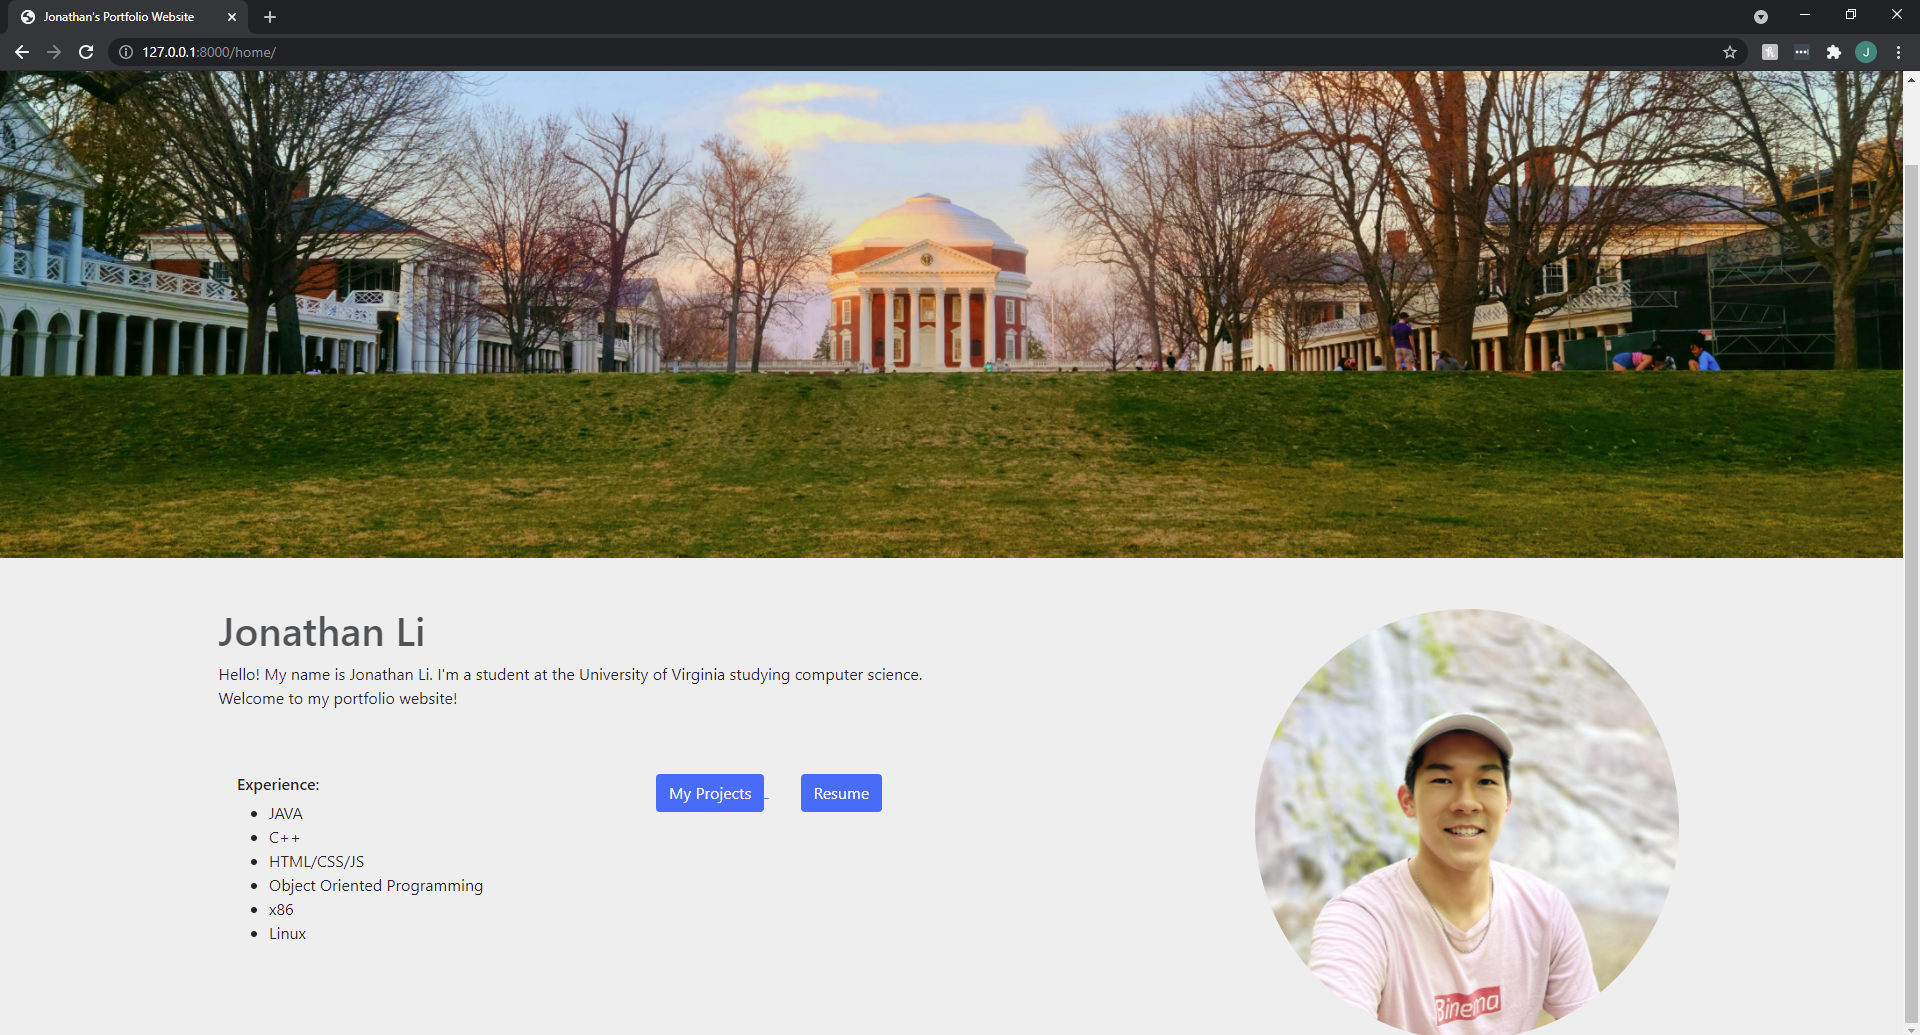 Jonathan's Portfolio Website
127.0.0.1:8000/home/
J
Jonathan Li
Hello! My name is Jonathan Li. I'm a student at the University of Virginia studying computer science.
Welcome to my portfolio website!
Experience:
JAVA
C++
HTML/CSS/JS
Object Oriented Programming
x86
Linux
My Projects
Resume
Binema